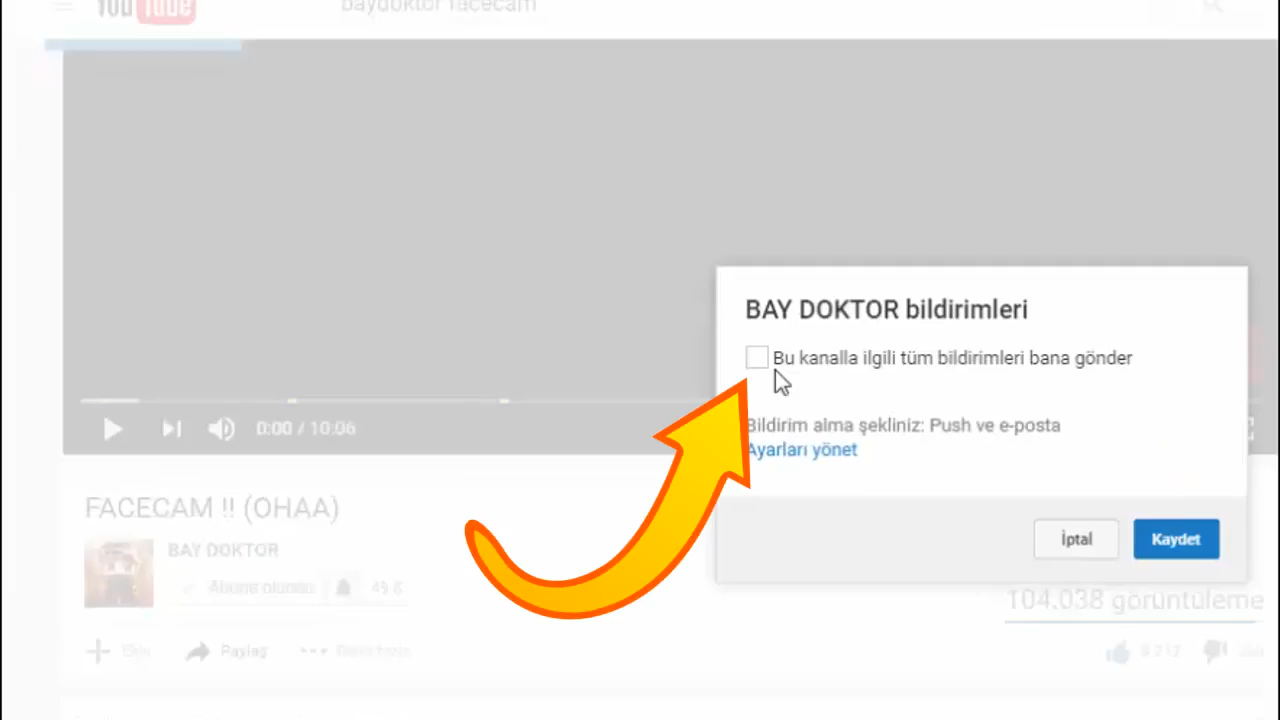 YouTube
baydoktor facecam
BAY DOKTOR bildirimleri
Bu kanalla ilgili tüm bildirimleri bana gönder
Bildirim alma şekliniz: Push ve e-posta
Ayarları yönet
0:00 / 10:06
İptal
Kaydet
FACECAM !! (OHAA)
BAY DOKTOR
Abone olundu
104.038 görüntüleme
Ekle
Paylaş